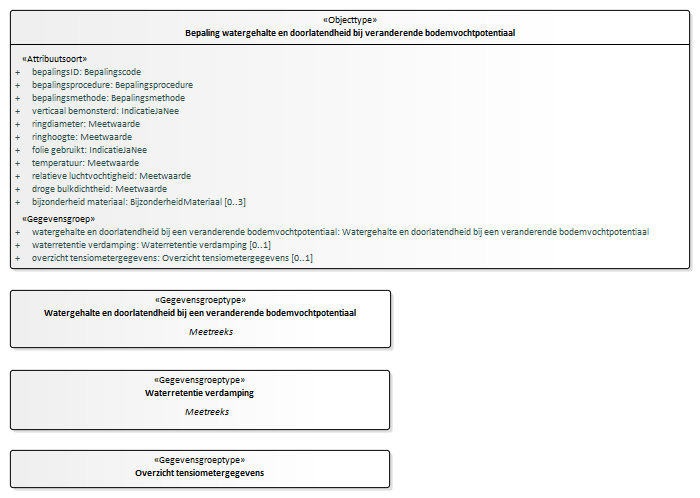 «Objecttype»
Bepaling watergehalte en doorlatendheid bij veranderende bodemvochtpotentiaal
«Attribuutsoort»
+ bepalingsID: Bepalingscode
+ bepalingsprocedure: Bepalingsprocedure
+ bepalingsmethode: Bepalingsmethode
+ verticaal bemonsterd: IndicatieJaNee
+ ringdiameter: Meetwaarde
+ ringhoogte: Meetwaarde
+ folie gebruikt: IndicatieJaNee
+ temperatuur: Meetwaarde
+ relatieve luchtvochtigheid: Meetwaarde
+ droge bulkdichtheid: Meetwaarde
+ bijzonderheid materiaal: BijzonderheidMateriaal [0..3]
«Gegevensgroep»
+ watergehalte en doorlatendheid bij een veranderende bodemvochtpotentiaal: Watergehalte en doorlatendheid bij een veranderende bodemvochtpotentiaal
+ waterretentie verdamping: Waterretentie verdamping [0..1]
+ overzicht tensiometergegevens: Overzicht tensiometergegevens [0..1]
«Gegevensgroeptype»
Watergehalte en doorlatendheid bij een veranderende bodemvochtpotentiaal
Meetreeks
«Gegevensgroeptype»
Waterretentie verdamping
Meetreeks
«Gegevensgroeptype»
Overzicht tensiometergegevens